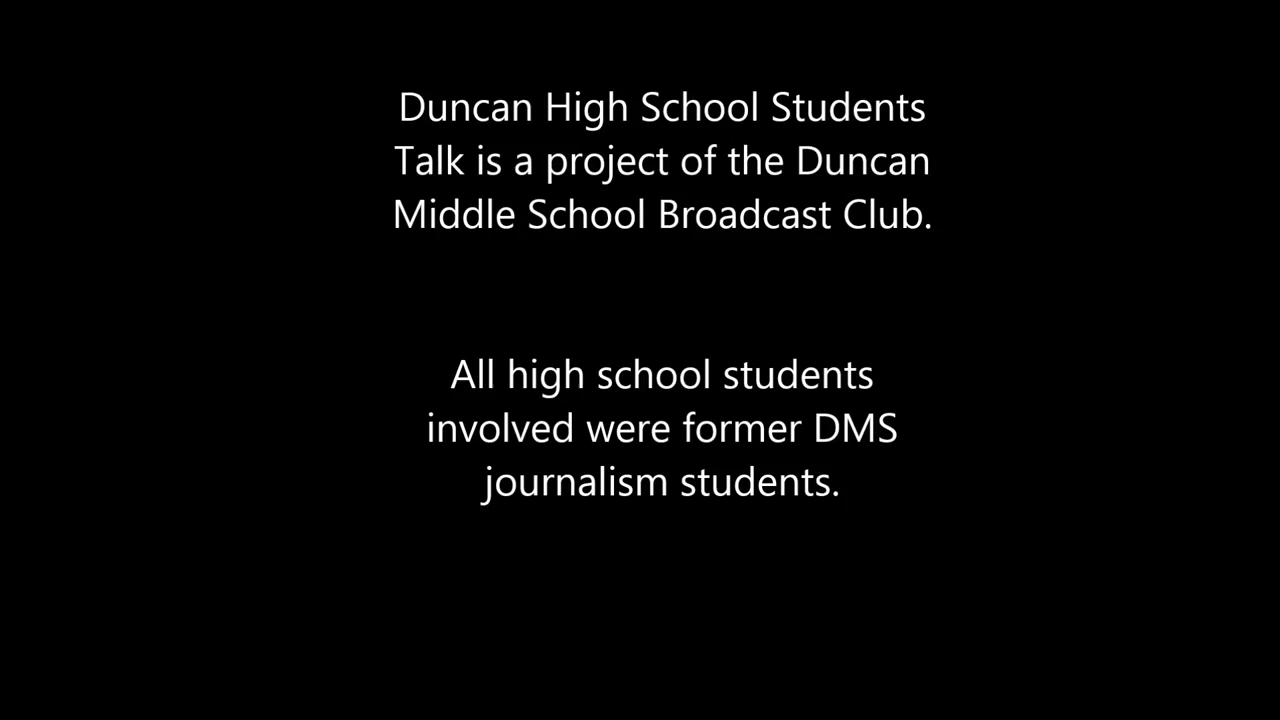 Duncan High School Students
Talk is a project of the Duncan
Middle School Broadcast Club.
All high school students
involved were former DMS
journalism students.